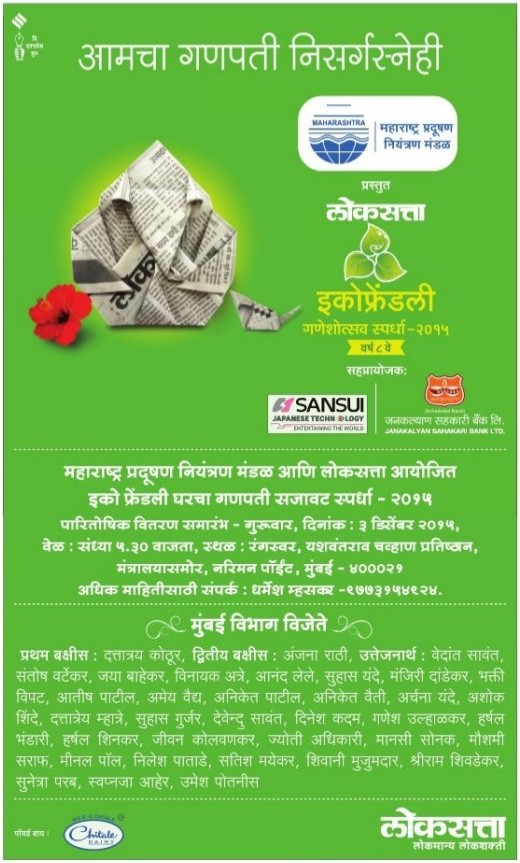 आमचा गणपती निसर्गस्नेही
MAHARASHTRA
महाराष्ट्र प्रदूषण
नियंत्रण मंडळ
प्रस्तुत
लोकसत्ता
इकोफ्रेंडली
गणेशोत्सव स्पर्धा-२०१५
वर्ष ८ वे
सहप्रायोजक:
SANSUI
JAPANESE TECHNOLOGY
ENTERTAINING THE WORLD
(Scheduled Bank)
जनकल्याण सहकारी बँक लि.
JANAKALYAN SAHAKARI BANK LTD.
महाराष्ट्र प्रदूषण नियंत्रण मंडळ आणि लोकसत्ता आयोजित
इको फ्रेंडली घरचा गणपती सजावट स्पर्धा - २०१५
पारितोषिक वितरण समारंभ - गुरूवार, दिनांक : ३ डिसेंबर २०१५,
वेळ : संध्या ५.३० वाजता, स्थळ : रंगस्वर, यशवंतराव चव्हाण प्रतिष्ठान,
मंत्रालयासमोर, नरिमन पॉईंट, मुंबई - ४०००२१
अधिक माहितीसाठी संपर्क : धर्मेश म्हसकर -९७७३१५४९२४.
मुंबई विभाग विजेते
प्रथम बक्षीस : दत्तात्रय कोठूर, द्वितीय बक्षीस : अंजना राठी, उत्तेजनार्थ : वेदांत सावंत,
संतोष वर्टेकर, जया बाहेकर, विनायक अत्रे, आनंद लेले, सुहास यंदे, मंजिरी दांडेकर, भक्ती
विपट, आतीष पाटील, अमेय वैद्य, अनिकेत पाटील, अनिकेत वैती, अर्चना यंदे, अशोक
शिंदे, दत्तात्रेय म्हात्रे, सुहास गुर्जर, देवेन्दु सावंत, दिनेश कदम, गणेश उल्हाळकर, हर्षल
भंडारी, हर्षल शिनकर, जीवन कोलवणकर, ज्योती अधिकारी, मानसी सोनक, मौशमी
सराफ, मीनल पॉल, निलेश पाताडे, सतिश मयेकर, शिवानी मुजुमदार, श्रीराम शिवडेकर,
सुनेत्रा परब, स्वप्नजा आहेर, उमेश पोतनीस
पॉवर्ड बाय :
Chitale
DAIRY
लोकसत्ता
लोकमान्य लोकशक्ती